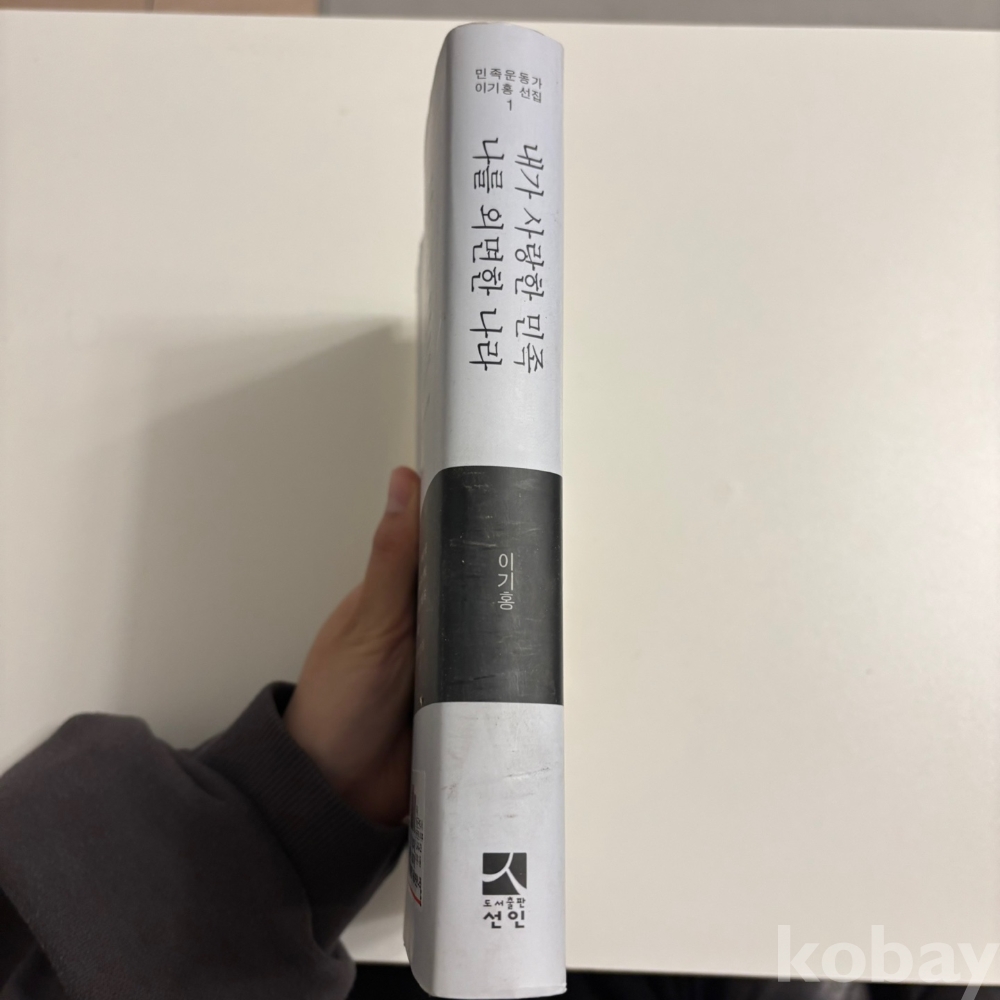 민족운동가
이기홍 선집
1
내가 사랑한 민족
나를 외면한 나라
이기홍
도서출판
선인
kobay